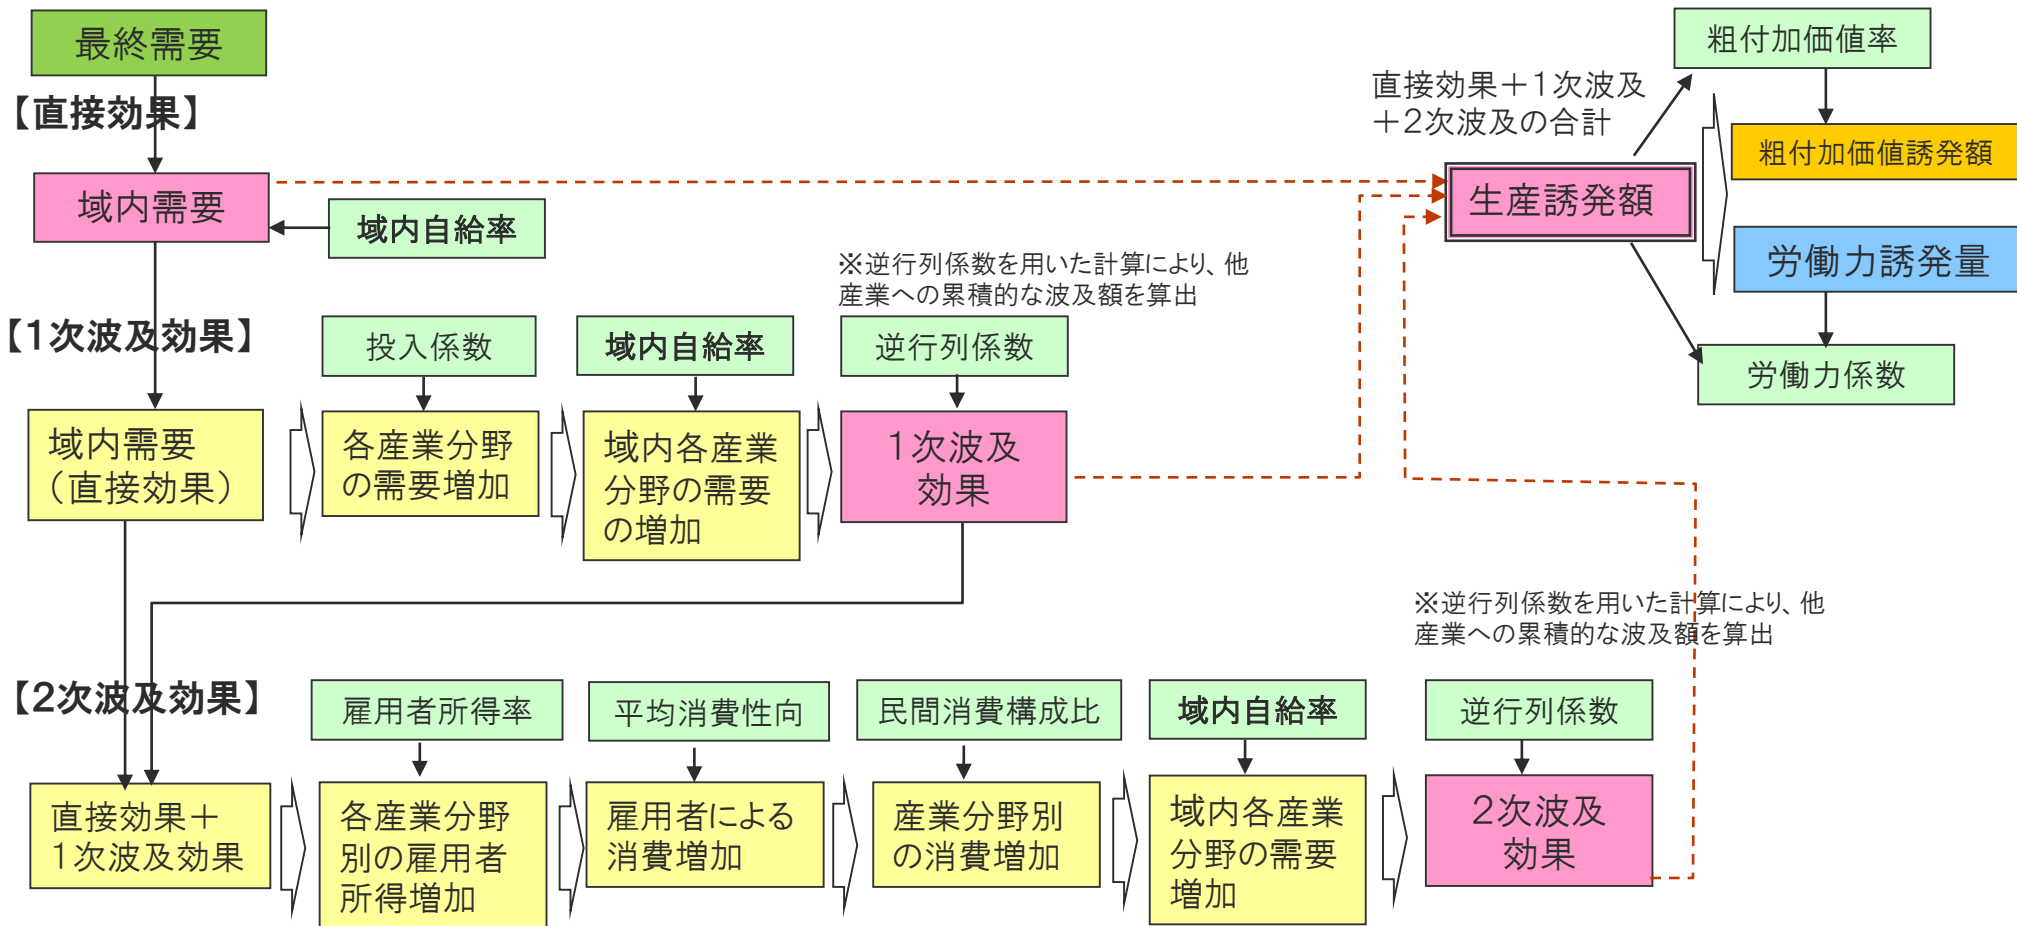 最終需要
【直接効果】
域内需要
域内自給率
直接効果＋１次波及
＋２次波及の合計
粗付加価値率
粗付加価値誘発額
生産誘発額
労働力誘発量
労働力係数
※逆行列係数を用いた計算により、他
産業への累積的な波及額を算出
【１次波及効果】
投入係数
域内自給率
逆行列係数
域内需要
（直接効果）
各産業分野
の需要増加
域内各産業
分野の需要
の増加
１次波及
効果
※逆行列係数を用いた計算により、他
産業への累積的な波及額を算出
【２次波及効果】
雇用者所得率
平均消費性向
民間消費構成比
域内自給率
逆行列係数
直接効果＋
１次波及効果
各産業分野
別の雇用者
所得増加
雇用者による
消費増加
産業分野別
の消費増加
域内各産業
分野の需要
増加
２次波及
効果